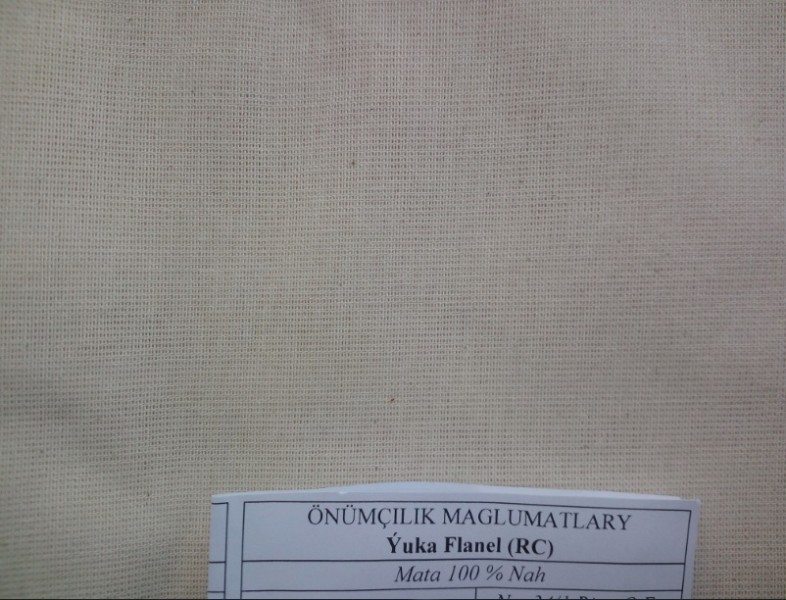 ÖNÜMÇILIK MAGLUMATLARY
Ýuka Flanel (RC)
Mata 100 % Nah